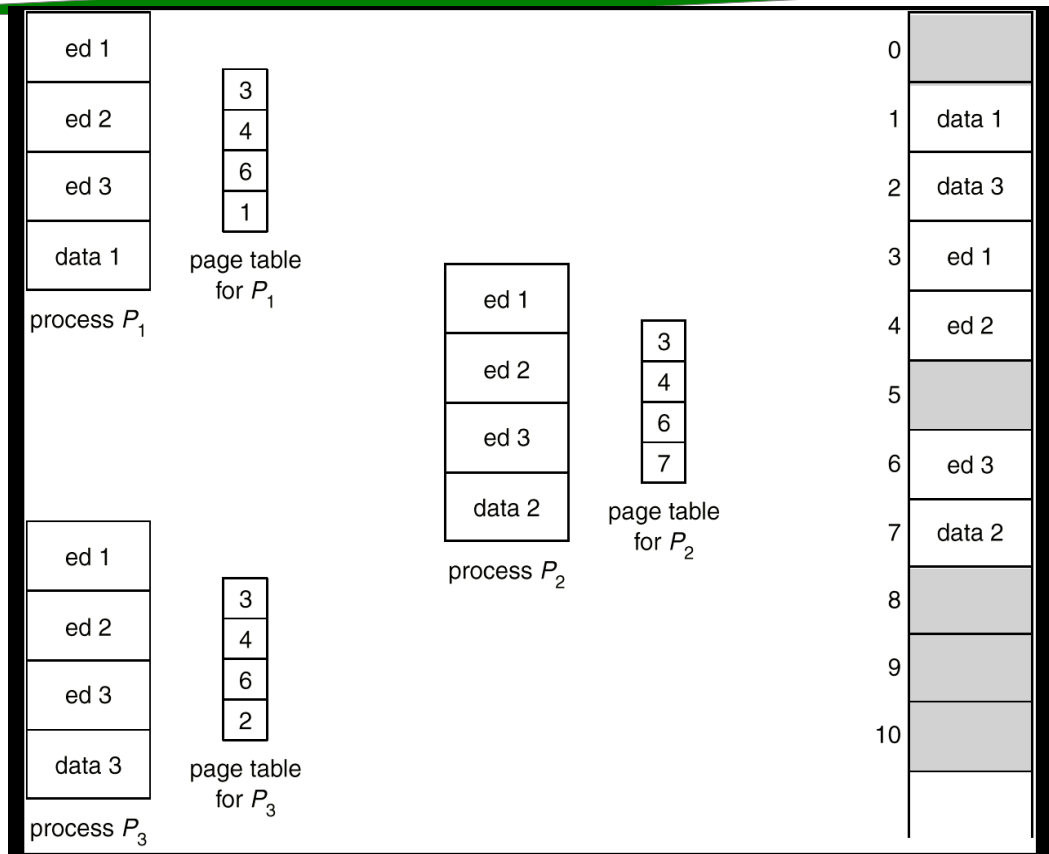 ed 1
ed 2
ed 3
data 1
process P1
3
4
6
1
page table
for P1
ed 1
ed 2
ed 3
data 2
process P2
3
4
6
7
page table
for P2
ed 1
ed 2
ed 3
data 3
process P3
3
4
6
2
page table
for P3
0
1 data 1
2 data 3
3 ed 1
4 ed 2
5
6 ed 3
7 data 2
8
9
10